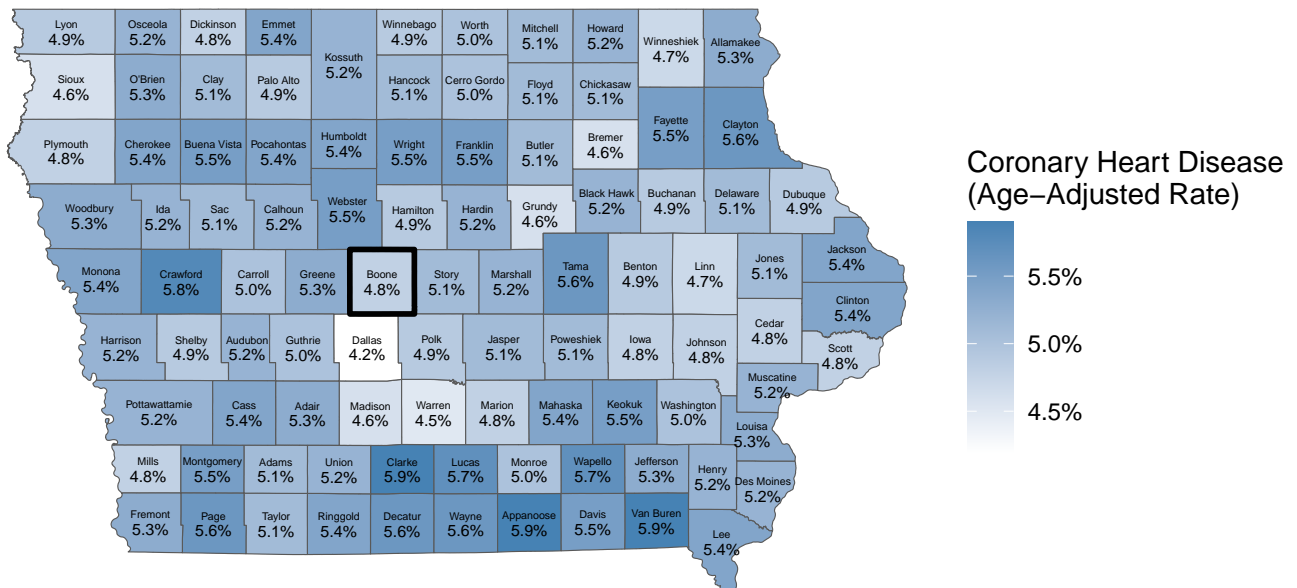 Lyon
4.9%
Osceola
5.2%
Dickinson
4.8%
Emmet
5.4%
Kossuth
5.2%
Winnebago
4.9%
Worth
5.0%
Mitchell
5.1%
Howard
5.2%
Winneshiek
4.7%
Allamakee
5.3%
Sioux
4.6%
O'Brien
5.3%
Clay
5.1%
Palo Alto
4.9%
Hancock
5.1%
Cerro Gordo
5.0%
Floyd
5.1%
Chickasaw
5.1%
Fayette
5.5%
Clayton
5.6%
Plymouth
4.8%
Cherokee
5.4%
Buena Vista
5.5%
Pocahontas
5.4%
Humboldt
5.4%
Wright
5.5%
Franklin
5.5%
Butler
5.1%
Bremer
4.6%
Woodbury
5.3%
Ida
5.2%
Sac
5.1%
Calhoun
5.2%
Webster
5.5%
Hamilton
4.9%
Hardin
5.2%
Grundy
4.6%
Black Hawk
5.2%
Buchanan
4.9%
Delaware
5.1%
Dubuque
4.9%
Monona
5.4%
Crawford
5.8%
Carroll
5.0%
Greene
5.3%
Boone
4.8%
Story
5.1%
Marshall
5.2%
Tama
5.6%
Benton
4.9%
Linn
4.7%
Jones
5.1%
Jackson
5.4%
Clinton
5.4%
Harrison
5.2%
Shelby
4.9%
Audubon
5.2%
Guthrie
5.0%
Dallas
4.2%
Polk
4.9%
Jasper
5.1%
Poweshiek
5.1%
Iowa
4.8%
Johnson
4.8%
Cedar
4.8%
Scott
4.8%
Muscatine
5.2%
Pottawattamie
5.2%
Cass
5.4%
Adair
5.3%
Madison
4.6%
Warren
4.5%
Marion
4.8%
Mahaska
5.4%
Keokuk
5.5%
Washington
5.0%
Louisa
5.3%
Mills
4.8%
Montgomery
5.5%
Adams
5.1%
Union
5.2%
Clarke
5.9%
Lucas
5.7%
Monroe
5.0%
Wapello
5.7%
Jefferson
5.3%
Henry
5.2%
Des Moines
5.2%
Fremont
5.3%
Page
5.6%
Taylor
5.1%
Ringgold
5.4%
Decatur
5.6%
Wayne
5.6%
Appanoose
5.9%
Davis
5.5%
Van Buren
5.9%
Lee
5.4%
Coronary Heart Disease
(Age−Adjusted Rate)
5.5%
5.0%
4.5%